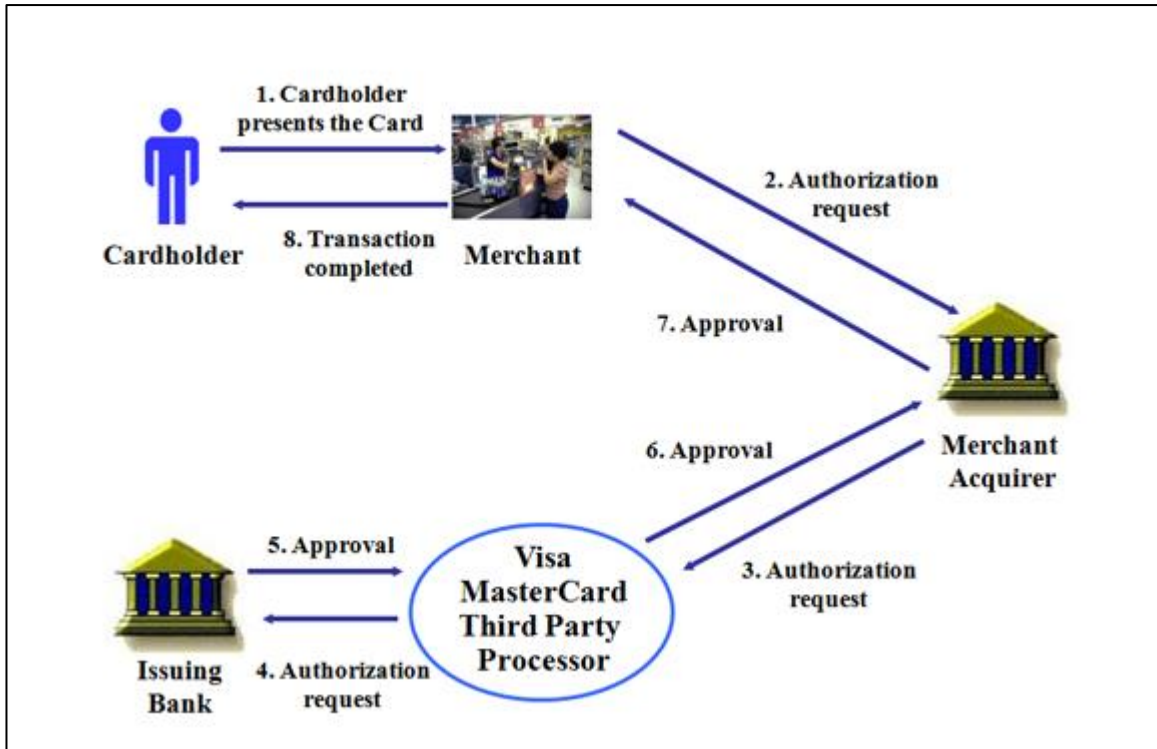 1. Cardholder
presents the Card
2. Authorization
request
Cardholder
8. Transaction
completed
Merchant
7. Approval
6. Approval
Merchant
Acquirer
5. Approval
Visa
MasterCard
Third Party
Processor
3. Authorization
request
Issuing
Bank
4. Authorization
request